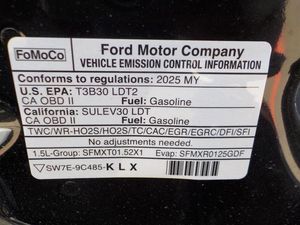 FoMoCo
Ford Motor Company
VEHICLE EMISSION CONTROL INFORMATION
Conforms to regulations: 2025 MY
U.S. EPA: T3B30 LDT2
CA OBD II Fuel: Gasoline
California: SULEV30 LDT
CA OBD II Fuel: Gasoline
TWC/WR-HO2S/HO2S/TC/CAC/EGR/EGRC/DFI/SFI
No adjustments needed.
1.5L-Group: SFMXT01.52X1 Evap: SFMXR0125GDF
SW7E-9C485-KLX